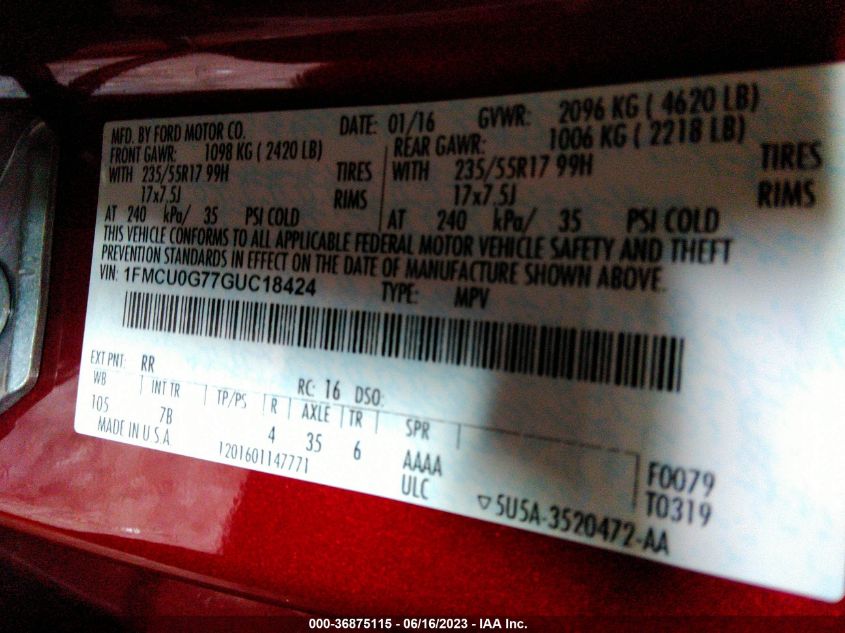 MFD. BY FORD MOTOR CO.
DATE: 01/16 GVWR: 2096 KG ( 4620 LB)
FRONT GAWR: 1098 KG ( 2420 LB) REAR GAWR: 1006 KG ( 2218 LB)
WITH 235/55R17 99H TIRES WITH 235/55R17 99H TIRES
17x7.5J RIMS 17x7.5J RIMS
AT 240 kPa/ 35 PSI COLD AT 240 kPa/ 35 PSI COLD
THIS VEHICLE CONFORMS TO ALL APPLICABLE FEDERAL MOTOR VEHICLE SAFETY AND THEFT
PREVENTION STANDARDS IN EFFECT ON THE DATE OF MANUFACTURE SHOWN ABOVE.
VIN: 1FMCU0G77GUC18424 TYPE: MPV
EXT PNT: RR RC: 16 DSO:
WB INT TR TP/PS R AXLE TR SPR
105 7B 4 35 6 AAAA F0079
MADE IN U.S.A. 1201601147771 ULC T0319
5U5A-3520472-AA
000-36875115 - 06/16/2023 - IAA Inc.